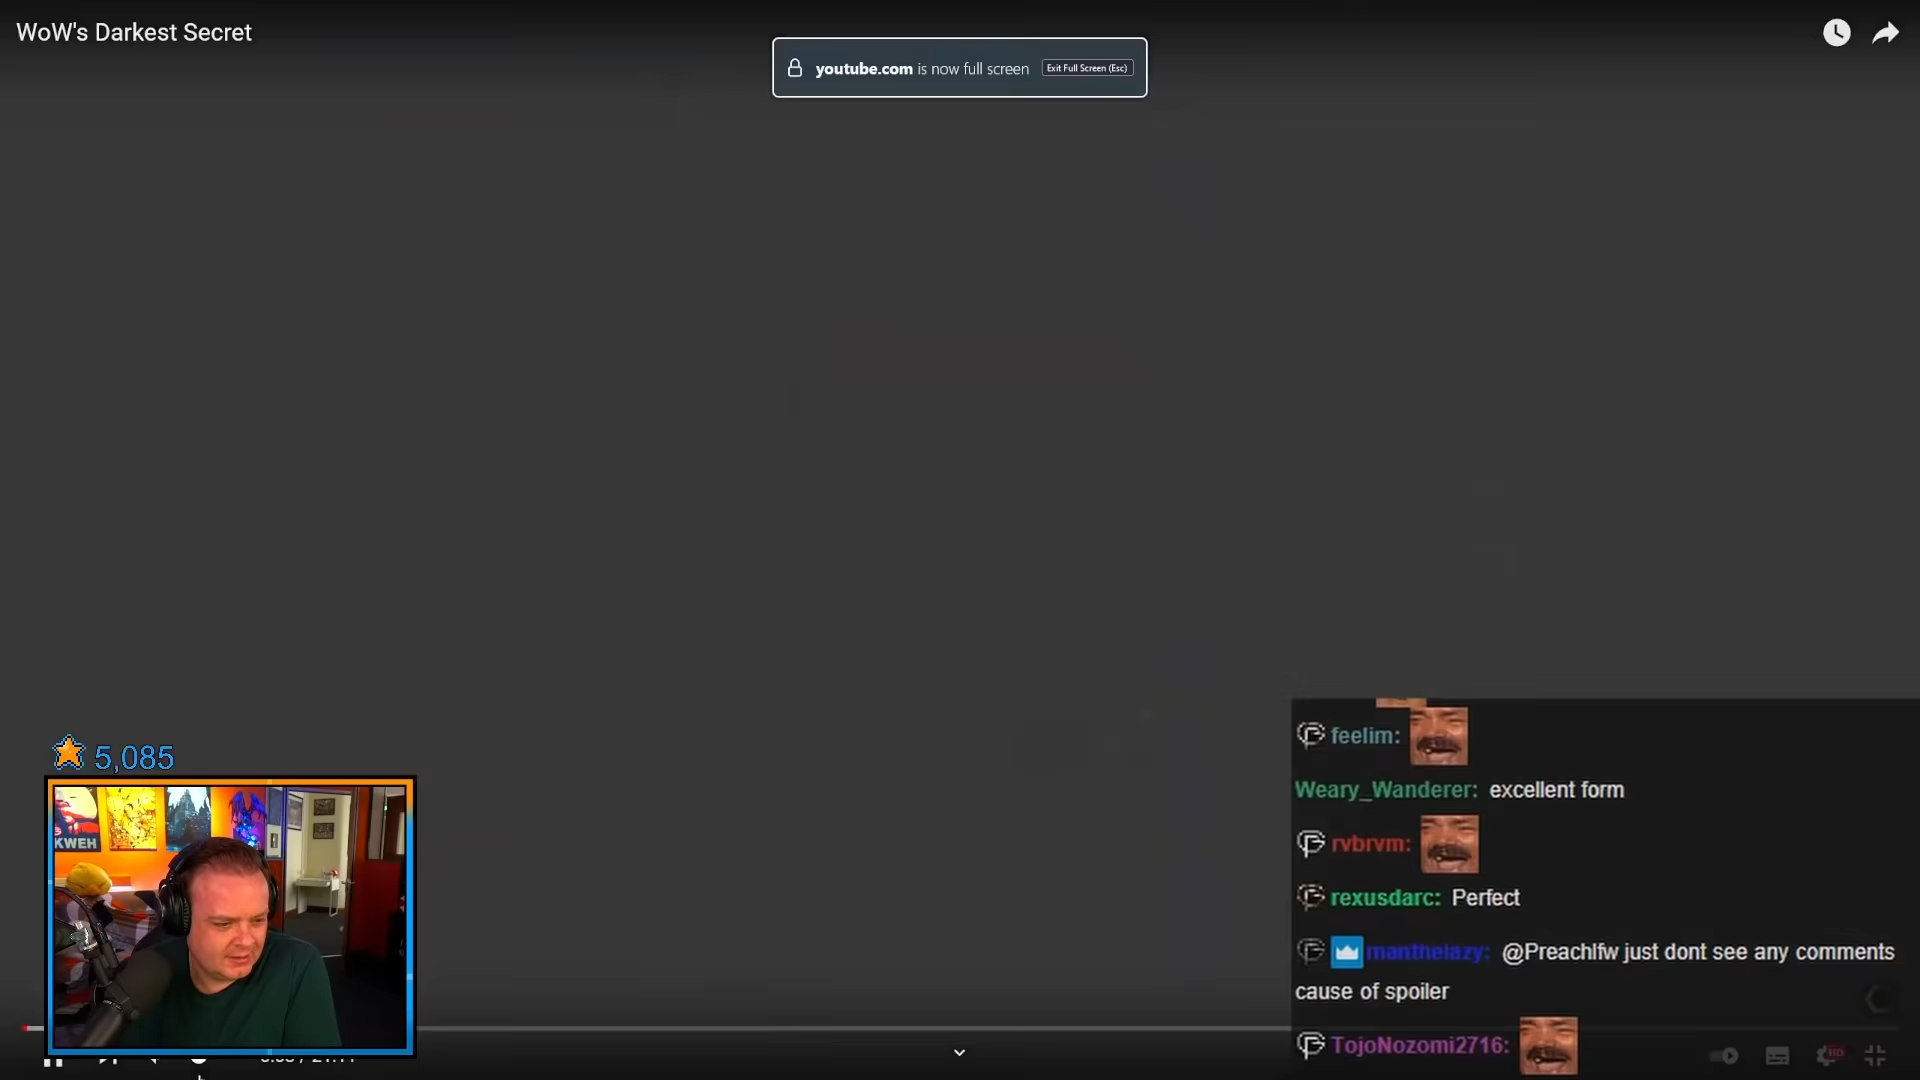 WoW's Darkest Secret
youtube.com is now full screen Exit Full Screen (Esc)
feelim:
Weary_Wanderer: excellent form
rvbrvm:
rexusdarc: Perfect
manthelazy: @Preachlfw just dont see any comments
cause of spoiler
TojoNozomi2716:
5,085
KWEH
HD